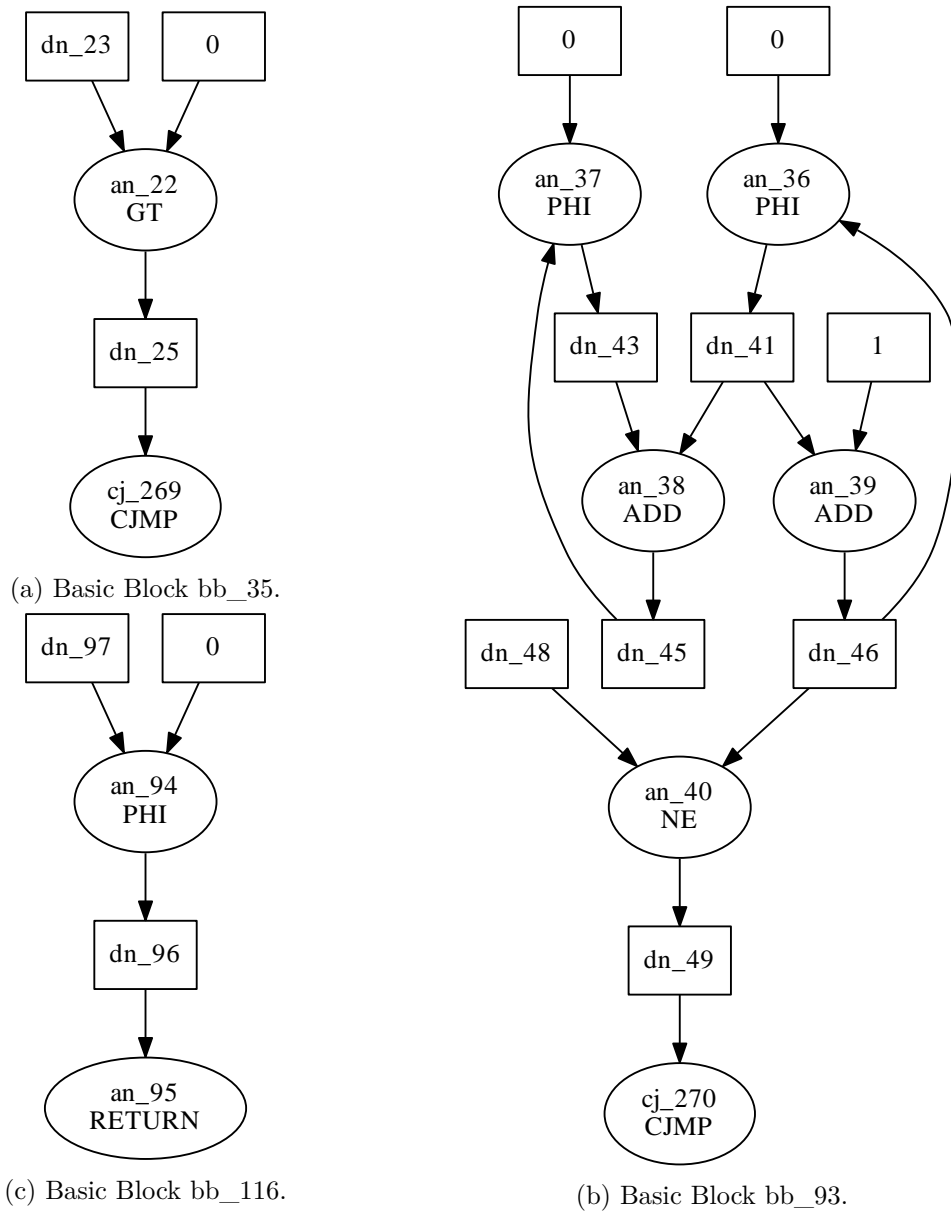 dn_23
0
an_22
GT
dn_25
cj_269
CJMP
(a) Basic Block bb_35.
dn_97
0
an_94
PHI
dn_96
an_95
RETURN
(c) Basic Block bb_116.
0
0
an_37
PHI
an_36
PHI
dn_43
dn_41
1
an_38
ADD
an_39
ADD
dn_48
dn_45
dn_46
an_40
NE
dn_49
cj_270
CJMP
(b) Basic Block bb_93.